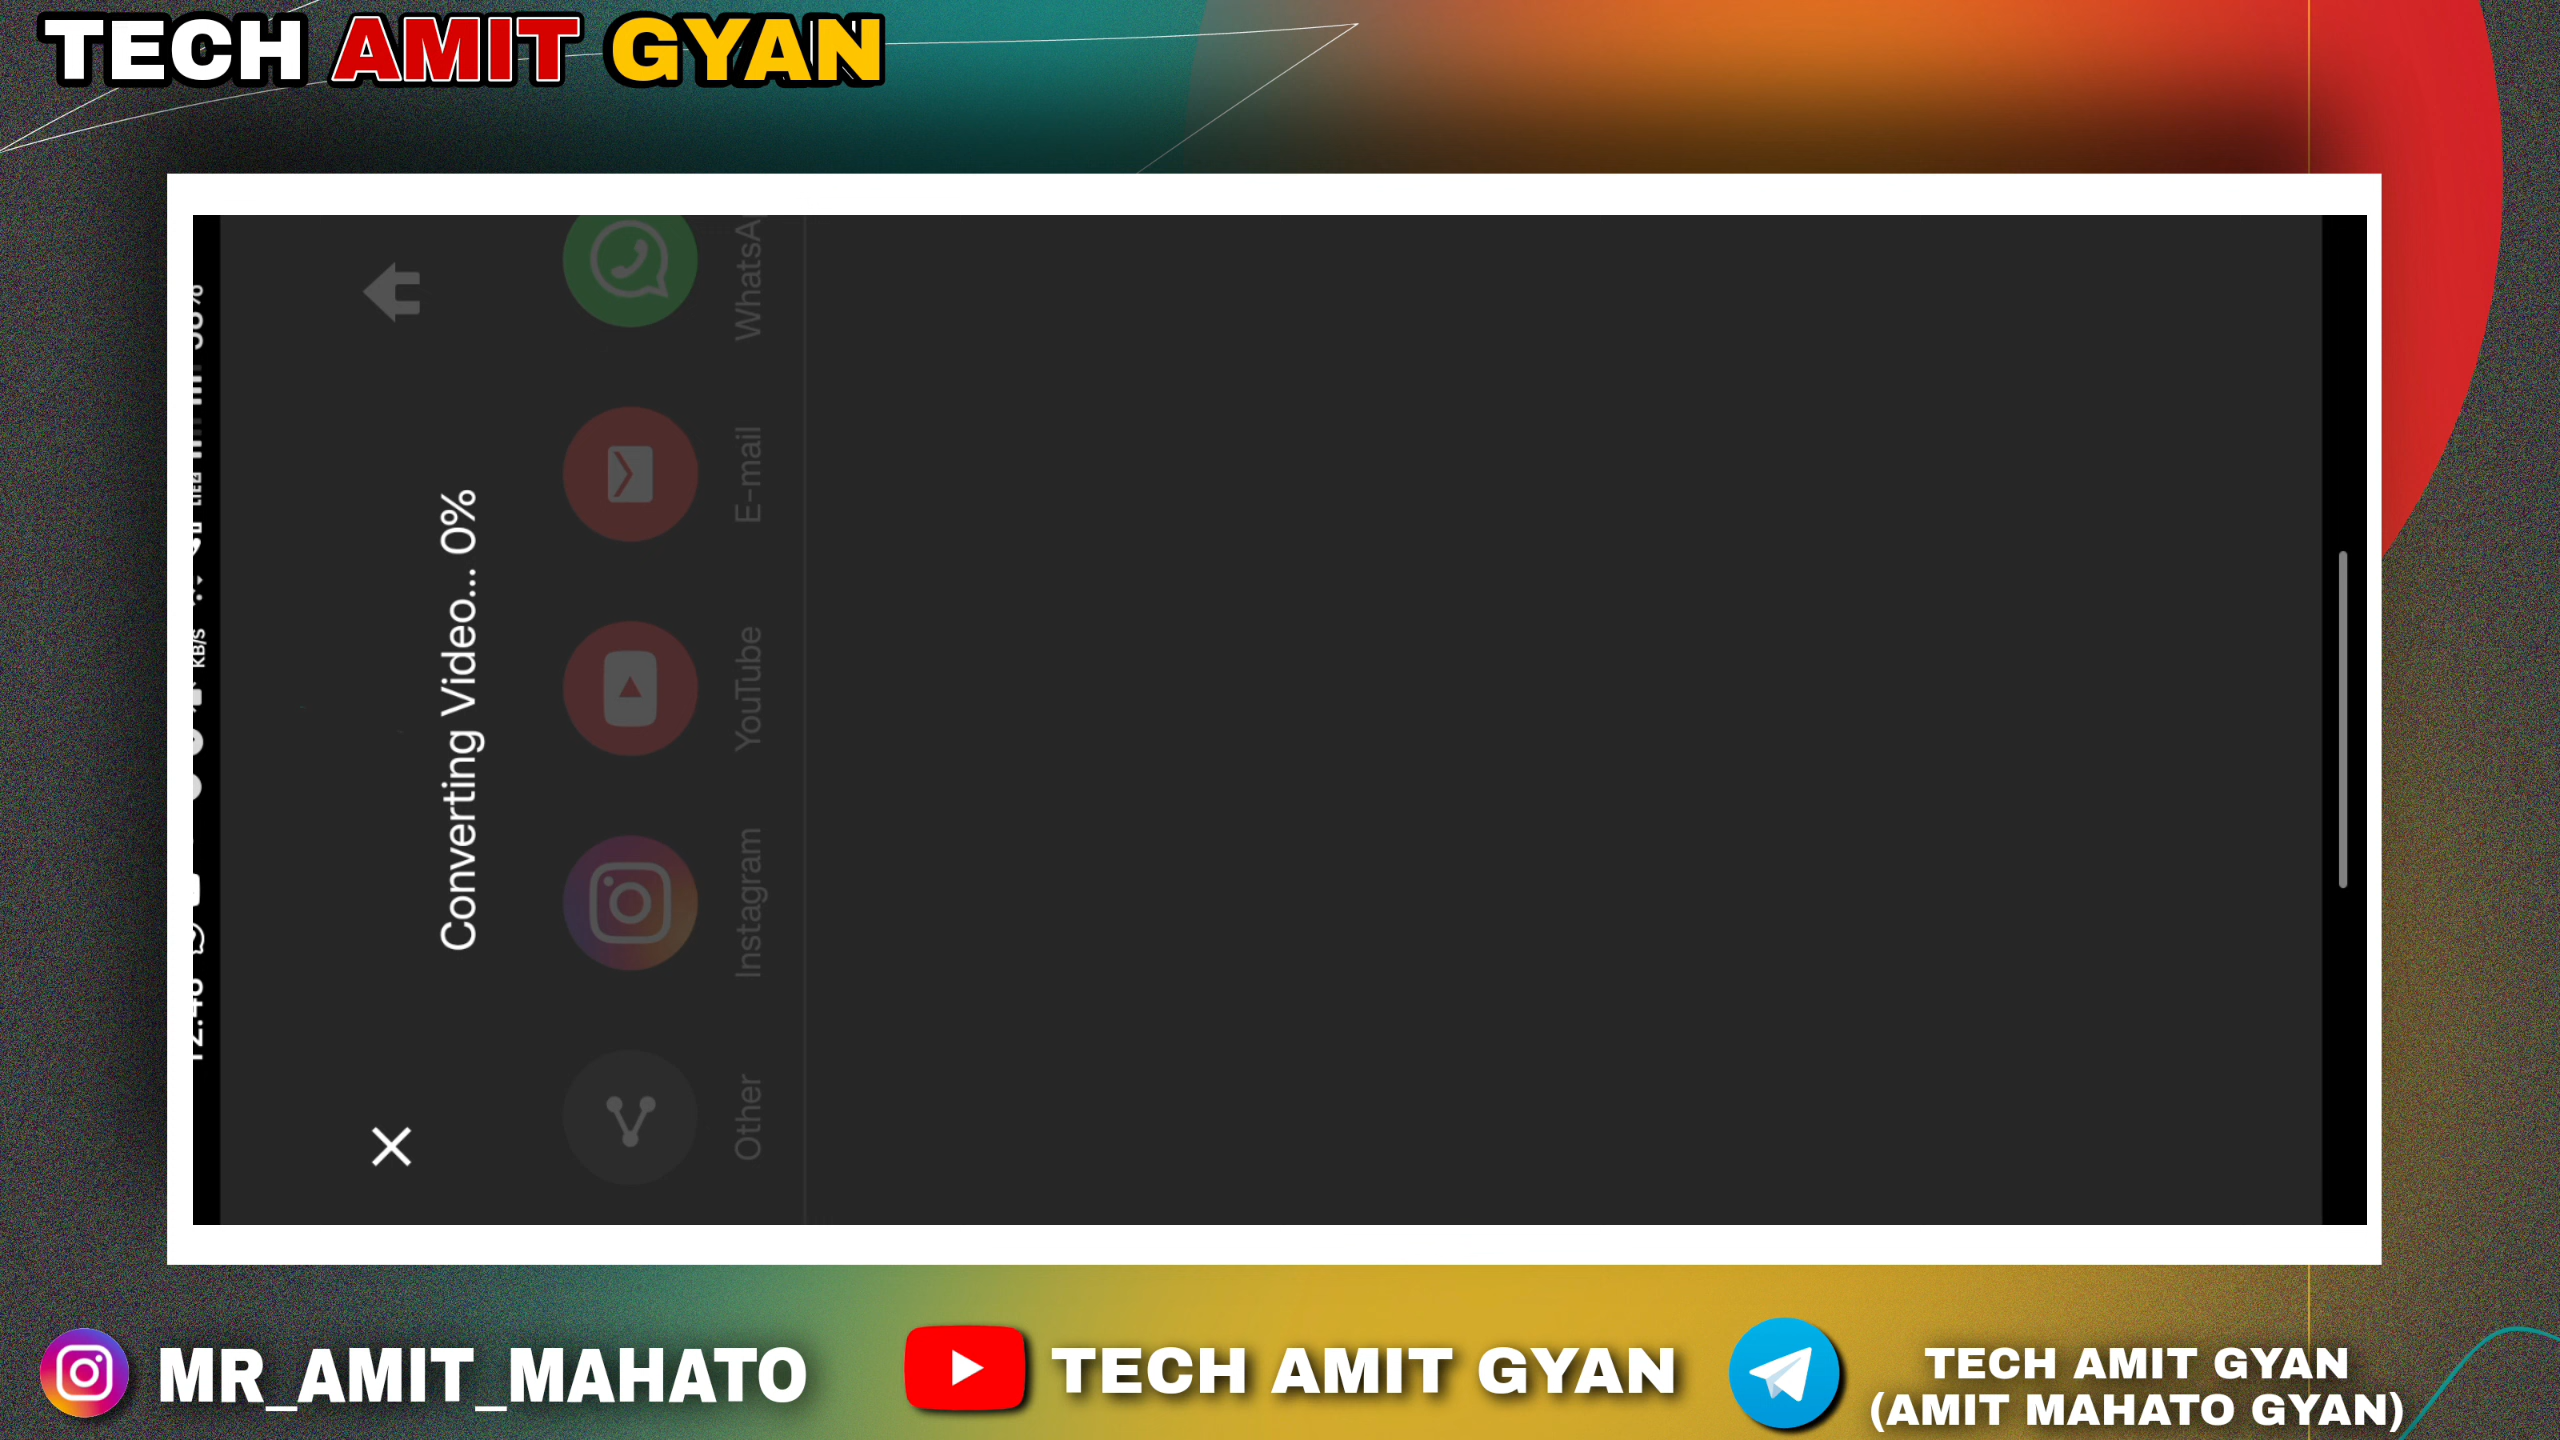 TECH AMIT GYAN
KB/S
Converting Video... 0%
WhatsA
E-mail
YouTube
Instagram
Other
MR_AMIT_MAHATO
TECH AMIT GYAN
TECH AMIT GYAN
(AMIT MAHATO GYAN)